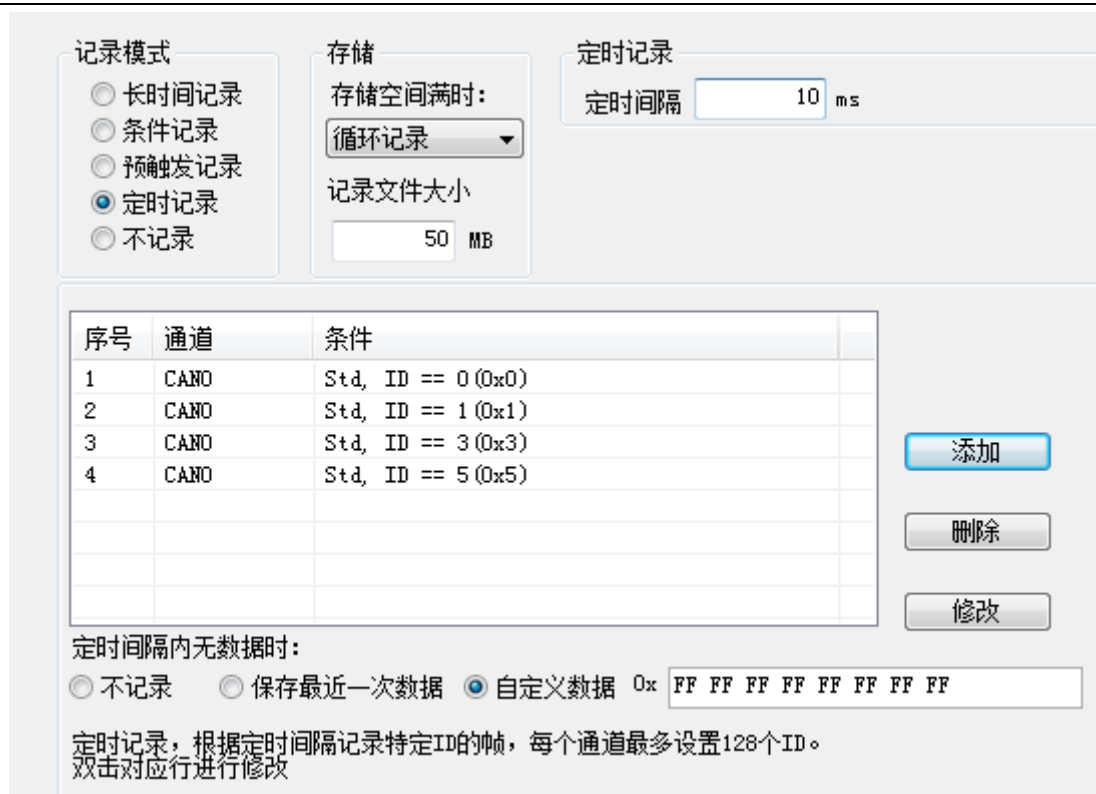 记录模式
长时间记录
条件记录
预触发记录
定时记录
不记录
存储
存储空间满时:
循环记录
记录文件大小
50 MB
定时记录
定时间隔 10 ms
序号 通道 条件
1 CAN0 Std, ID == 0(0x0)
2 CAN0 Std, ID == 1(0x1)
3 CAN0 Std, ID == 3(0x3)
4 CAN0 Std, ID == 5(0x5)
添加
删除
修改
定时间隔内无数据时:
不记录 保存最近一次数据 自定义数据 0x FF FF FF FF FF FF FF FF
定时记录，根据定时间隔记录特定ID的帧，每个通道最多设置128个ID。
双击对应行进行修改